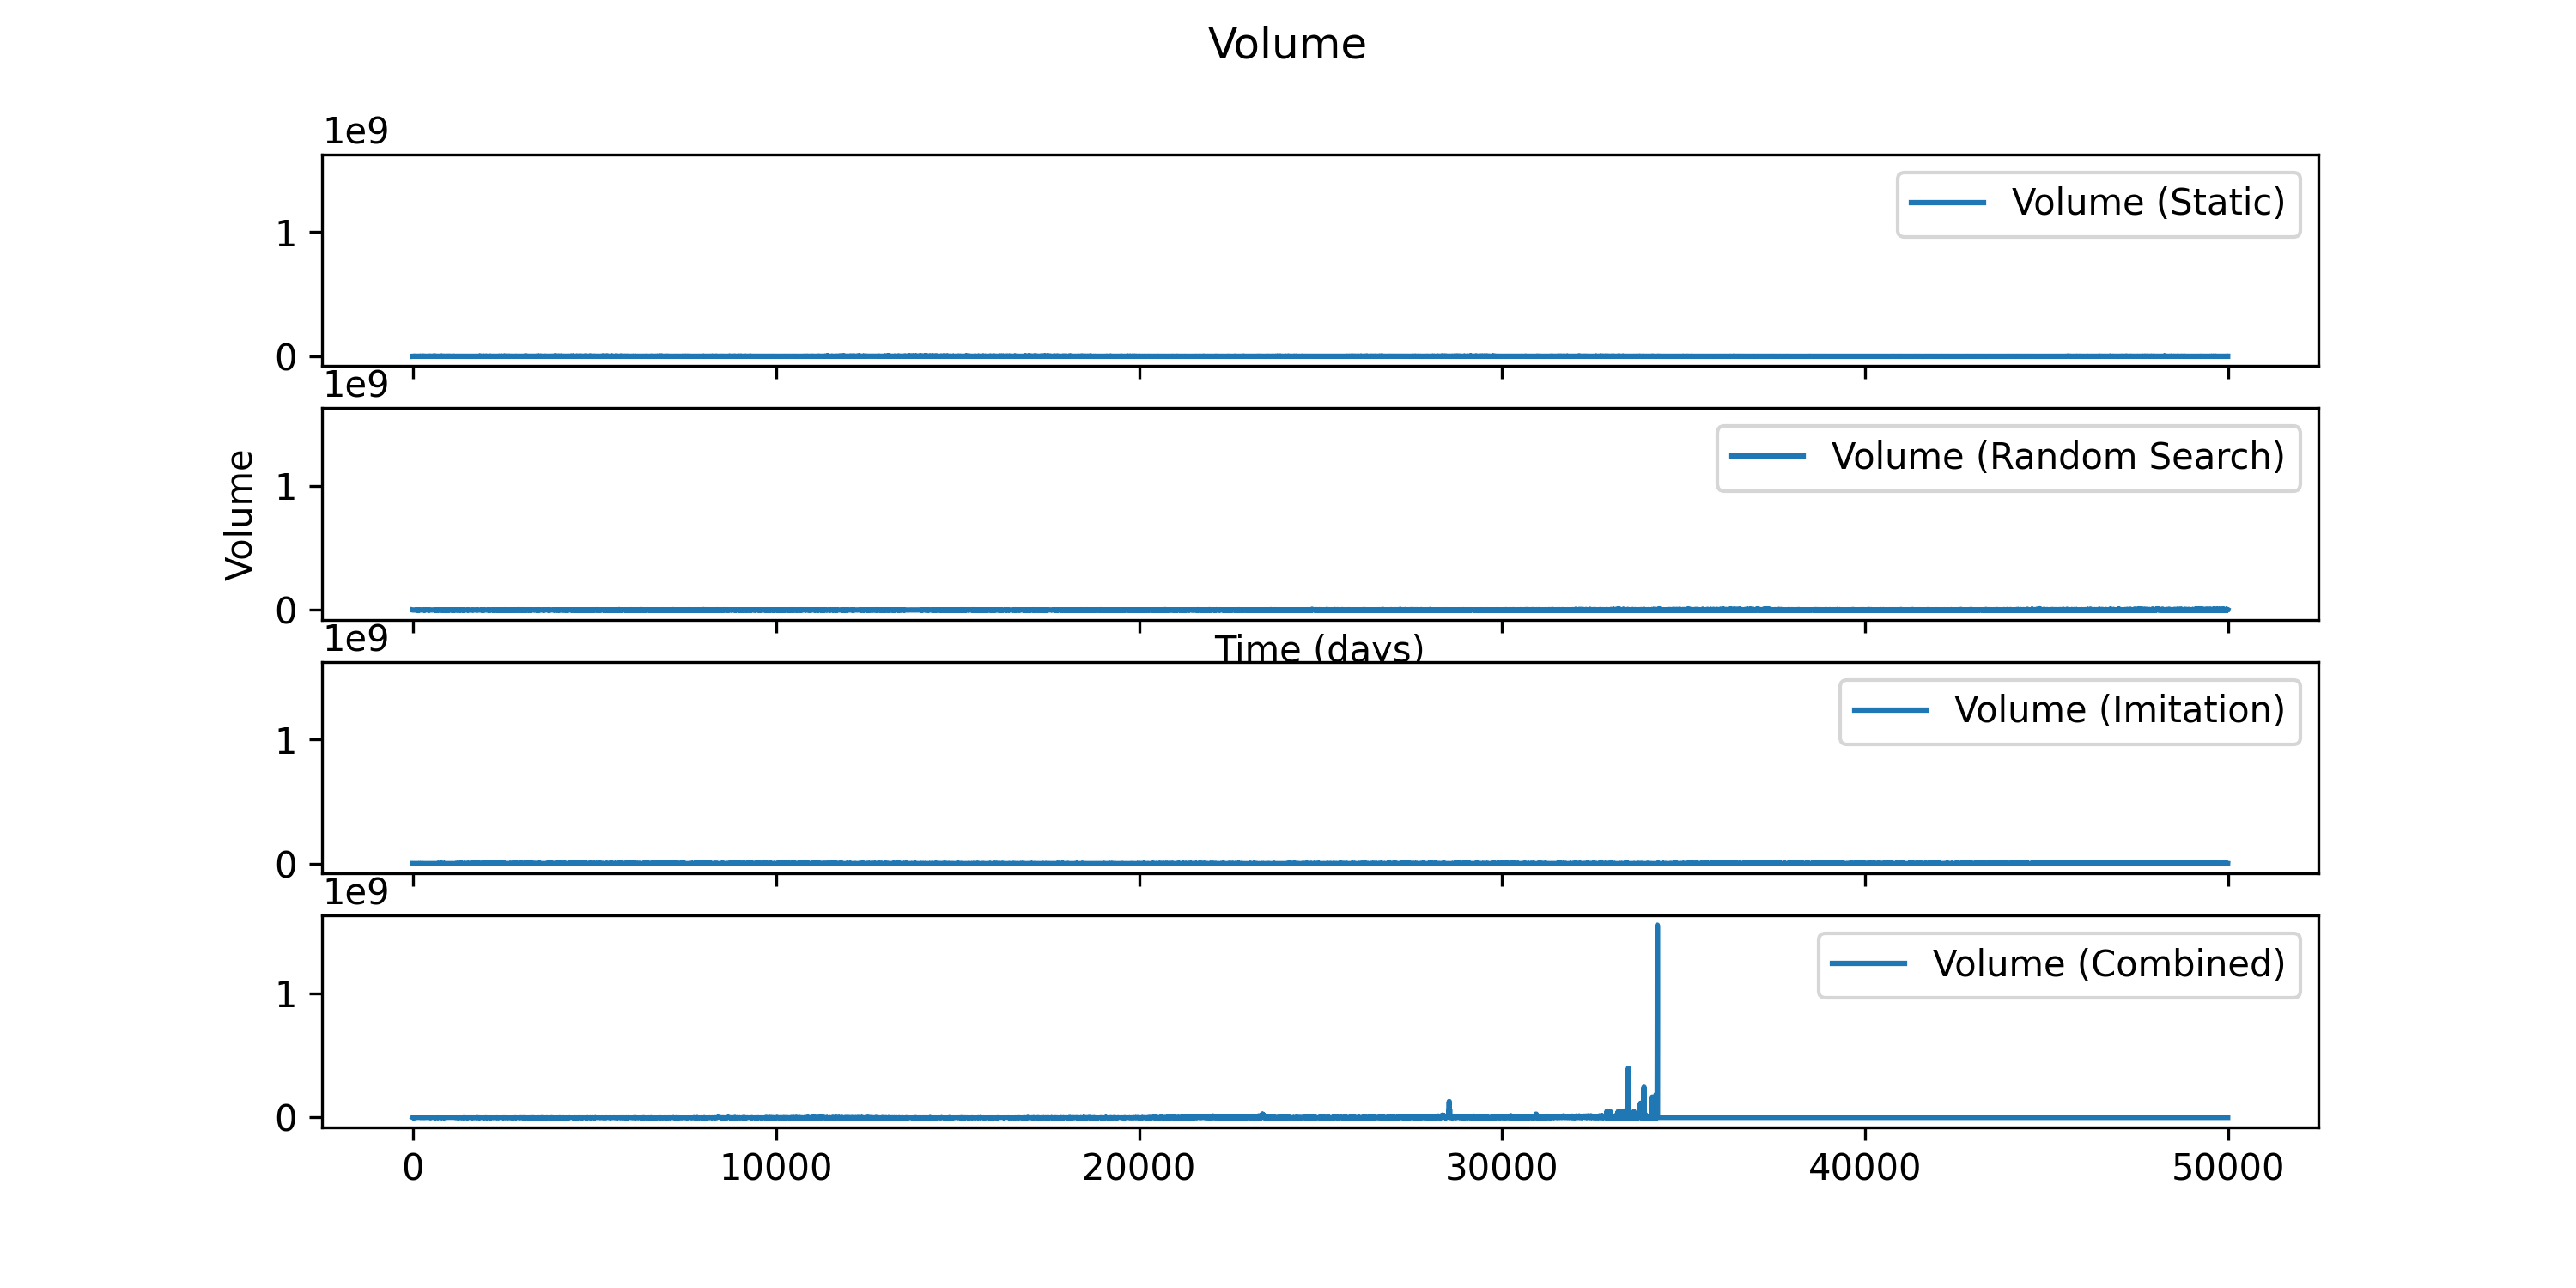 Volume
1e9
1
0
Volume (Static)
1e9
1
0
Volume (Random Search)
Volume
Time (days)
1e9
1
0
Volume (Imitation)
1e9
1
0
Volume (Combined)
0 10000 20000 30000 40000 50000